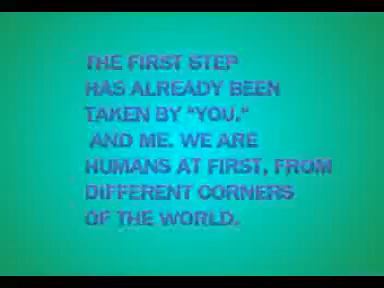 THE FIRST STEP
HAS ALREADY BEEN
TAKEN BY "YOU."
AND ME. WE ARE
HUMANS AT FIRST, FROM
DIFFERENT CORNERS
OF THE WORLD.